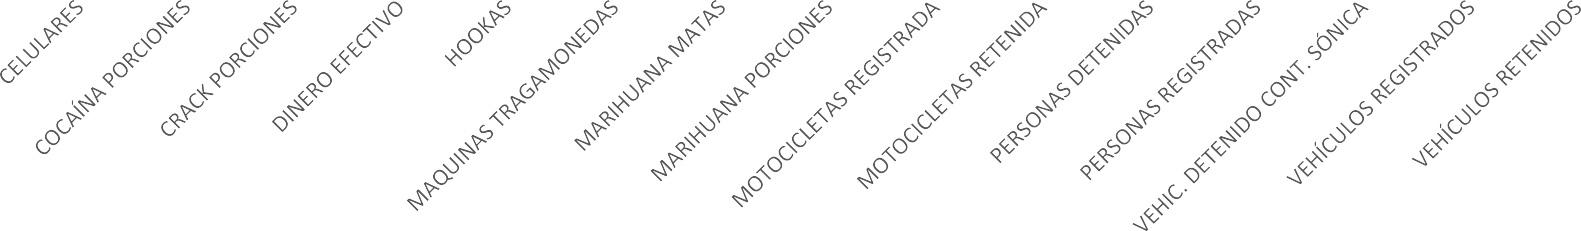 CELULARES
COCAÍNA PORCIONES
CRACK PORCIONES
DINERO EFECTIVO
HOOKAS
MAQUINAS TRAGAMONEDAS
MARIHUANA MATAS
MARIHUANA PORCIONES
MOTOCICLETAS REGISTRADA
MOTOCICLETAS RETENIDA
PERSONAS DETENIDAS
PERSONAS REGISTRADAS
VEHIC. DETENIDO CONT. SÓNICA
VEHÍCULOS REGISTRADOS
VEHÍCULOS RETENIDOS